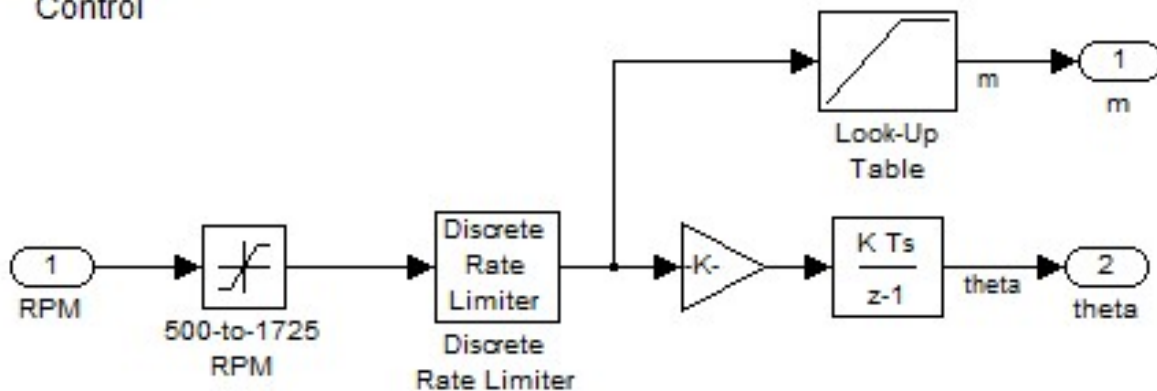 Control
1
m
m
Look-Up
Table
1
RPM
500-to-1725
RPM
Discrete
Rate
Limiter
Discrete
Rate Limiter
-K-
K Ts
z-1
theta
2
theta